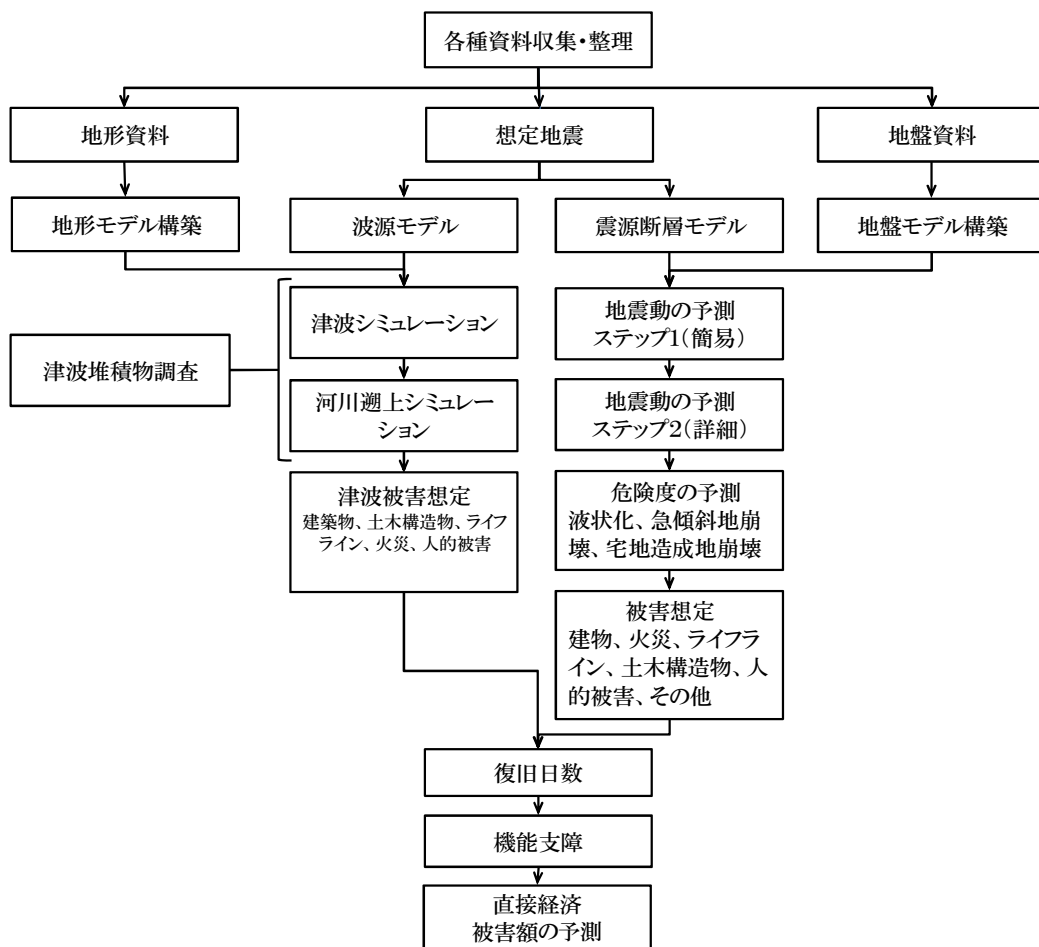 各種資料収集・整理
地形資料
想定地震
地盤資料
地形モデル構築
波源モデル
震源断層モデル
地盤モデル構築
津波堆積物調査
津波シミュレーション
河川遡上シミュレー
ション
津波被害想定
建築物、土木構造物、ライフ
ライン、火災、人的被害
地震動の予測
ステップ1（簡易）
地震動の予測
ステップ2（詳細）
危険度の予測
液状化、急傾斜地崩
壊、宅地造成地崩壊
被害想定
建物、火災、ライフラ
イン、土木構造物、人
的被害、その他
復旧日数
機能支障
直接経済
被害額の予測